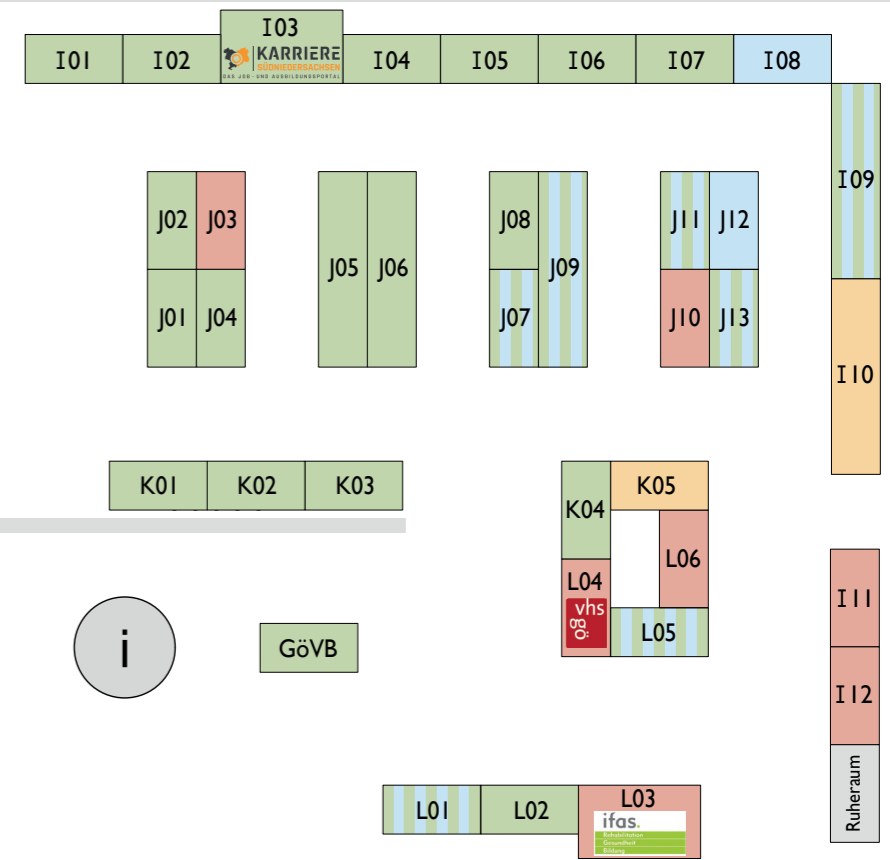 I03
KARRIERE
SÜDNIEDERSACHSEN
DAS JOB- UND AUSBILDUNGSPORTAL
I01
I02
I04
I05
I06
I07
I08
I09
J02
J03
J01
J04
J05
J06
J08
J09
J07
J11
J12
J10
J13
I10
K01
K02
K03
K04
K05
L06
L04
vhs
gö
L05
I11
I12
Ruheraum
i
GöVB
L01
L02
L03
ifas.
Rehabilitation
Gesundheit
Bildung